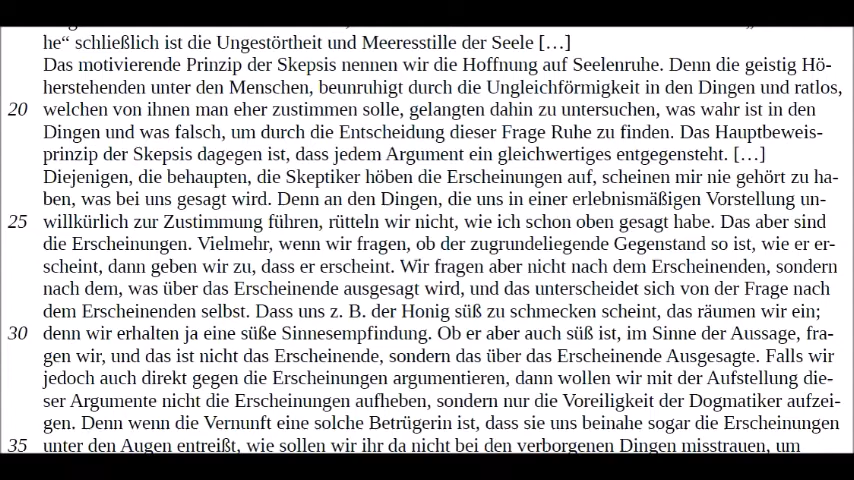 he“ schließlich ist die Ungestörtheit und Meeresstille der Seele […]
Das motivierende Prinzip der Skepsis nennen wir die Hoffnung auf Seelenruhe. Denn die geistig Hö-
herstehenden unter den Menschen, beunruhigt durch die Ungleichförmigkeit in den Dingen und ratlos,
20 welchen von ihnen man eher zustimmen solle, gelangten dahin zu untersuchen, was wahr ist in den
Dingen und was falsch, um durch die Entscheidung dieser Frage Ruhe zu finden. Das Hauptbeweis-
prinzip der Skepsis dagegen ist, dass jedem Argument ein gleichwertiges entgegensteht. […]
Diejenigen, die behaupten, die Skeptiker höben die Erscheinungen auf, scheinen mir nie gehört zu ha-
ben, was bei uns gesagt wird. Denn an den Dingen, die uns in einer erlebnismäßigen Vorstellung un-
25 willkürlich zur Zustimmung führen, rütteln wir nicht, wie ich schon oben gesagt habe. Das aber sind
die Erscheinungen. Vielmehr, wenn wir fragen, ob der zugrundeliegende Gegenstand so ist, wie er er-
scheint, dann geben wir zu, dass er erscheint. Wir fragen aber nicht nach dem Erscheinenden, sondern
nach dem, was über das Erscheinende ausgesagt wird, und das unterscheidet sich von der Frage nach
dem Erscheinenden selbst. Dass uns z. B. der Honig süß zu schmecken scheint, das räumen wir ein;
30 denn wir erhalten ja eine süße Sinnesempfindung. Ob er aber auch süß ist, im Sinne der Aussage, fra-
gen wir, und das ist nicht das Erscheinende, sondern das über das Erscheinende Ausgesagte. Falls wir
jedoch auch direkt gegen die Erscheinungen argumentieren, dann wollen wir mit der Aufstellung die-
ser Argumente nicht die Erscheinungen aufheben, sondern nur die Voreiligkeit der Dogmatiker aufzei-
gen. Denn wenn die Vernunft eine solche Betrügerin ist, dass sie uns beinahe sogar die Erscheinungen
35 unter den Augen entreißt, wie sollen wir ihr da nicht bei den verborgenen Dingen misstrauen, um